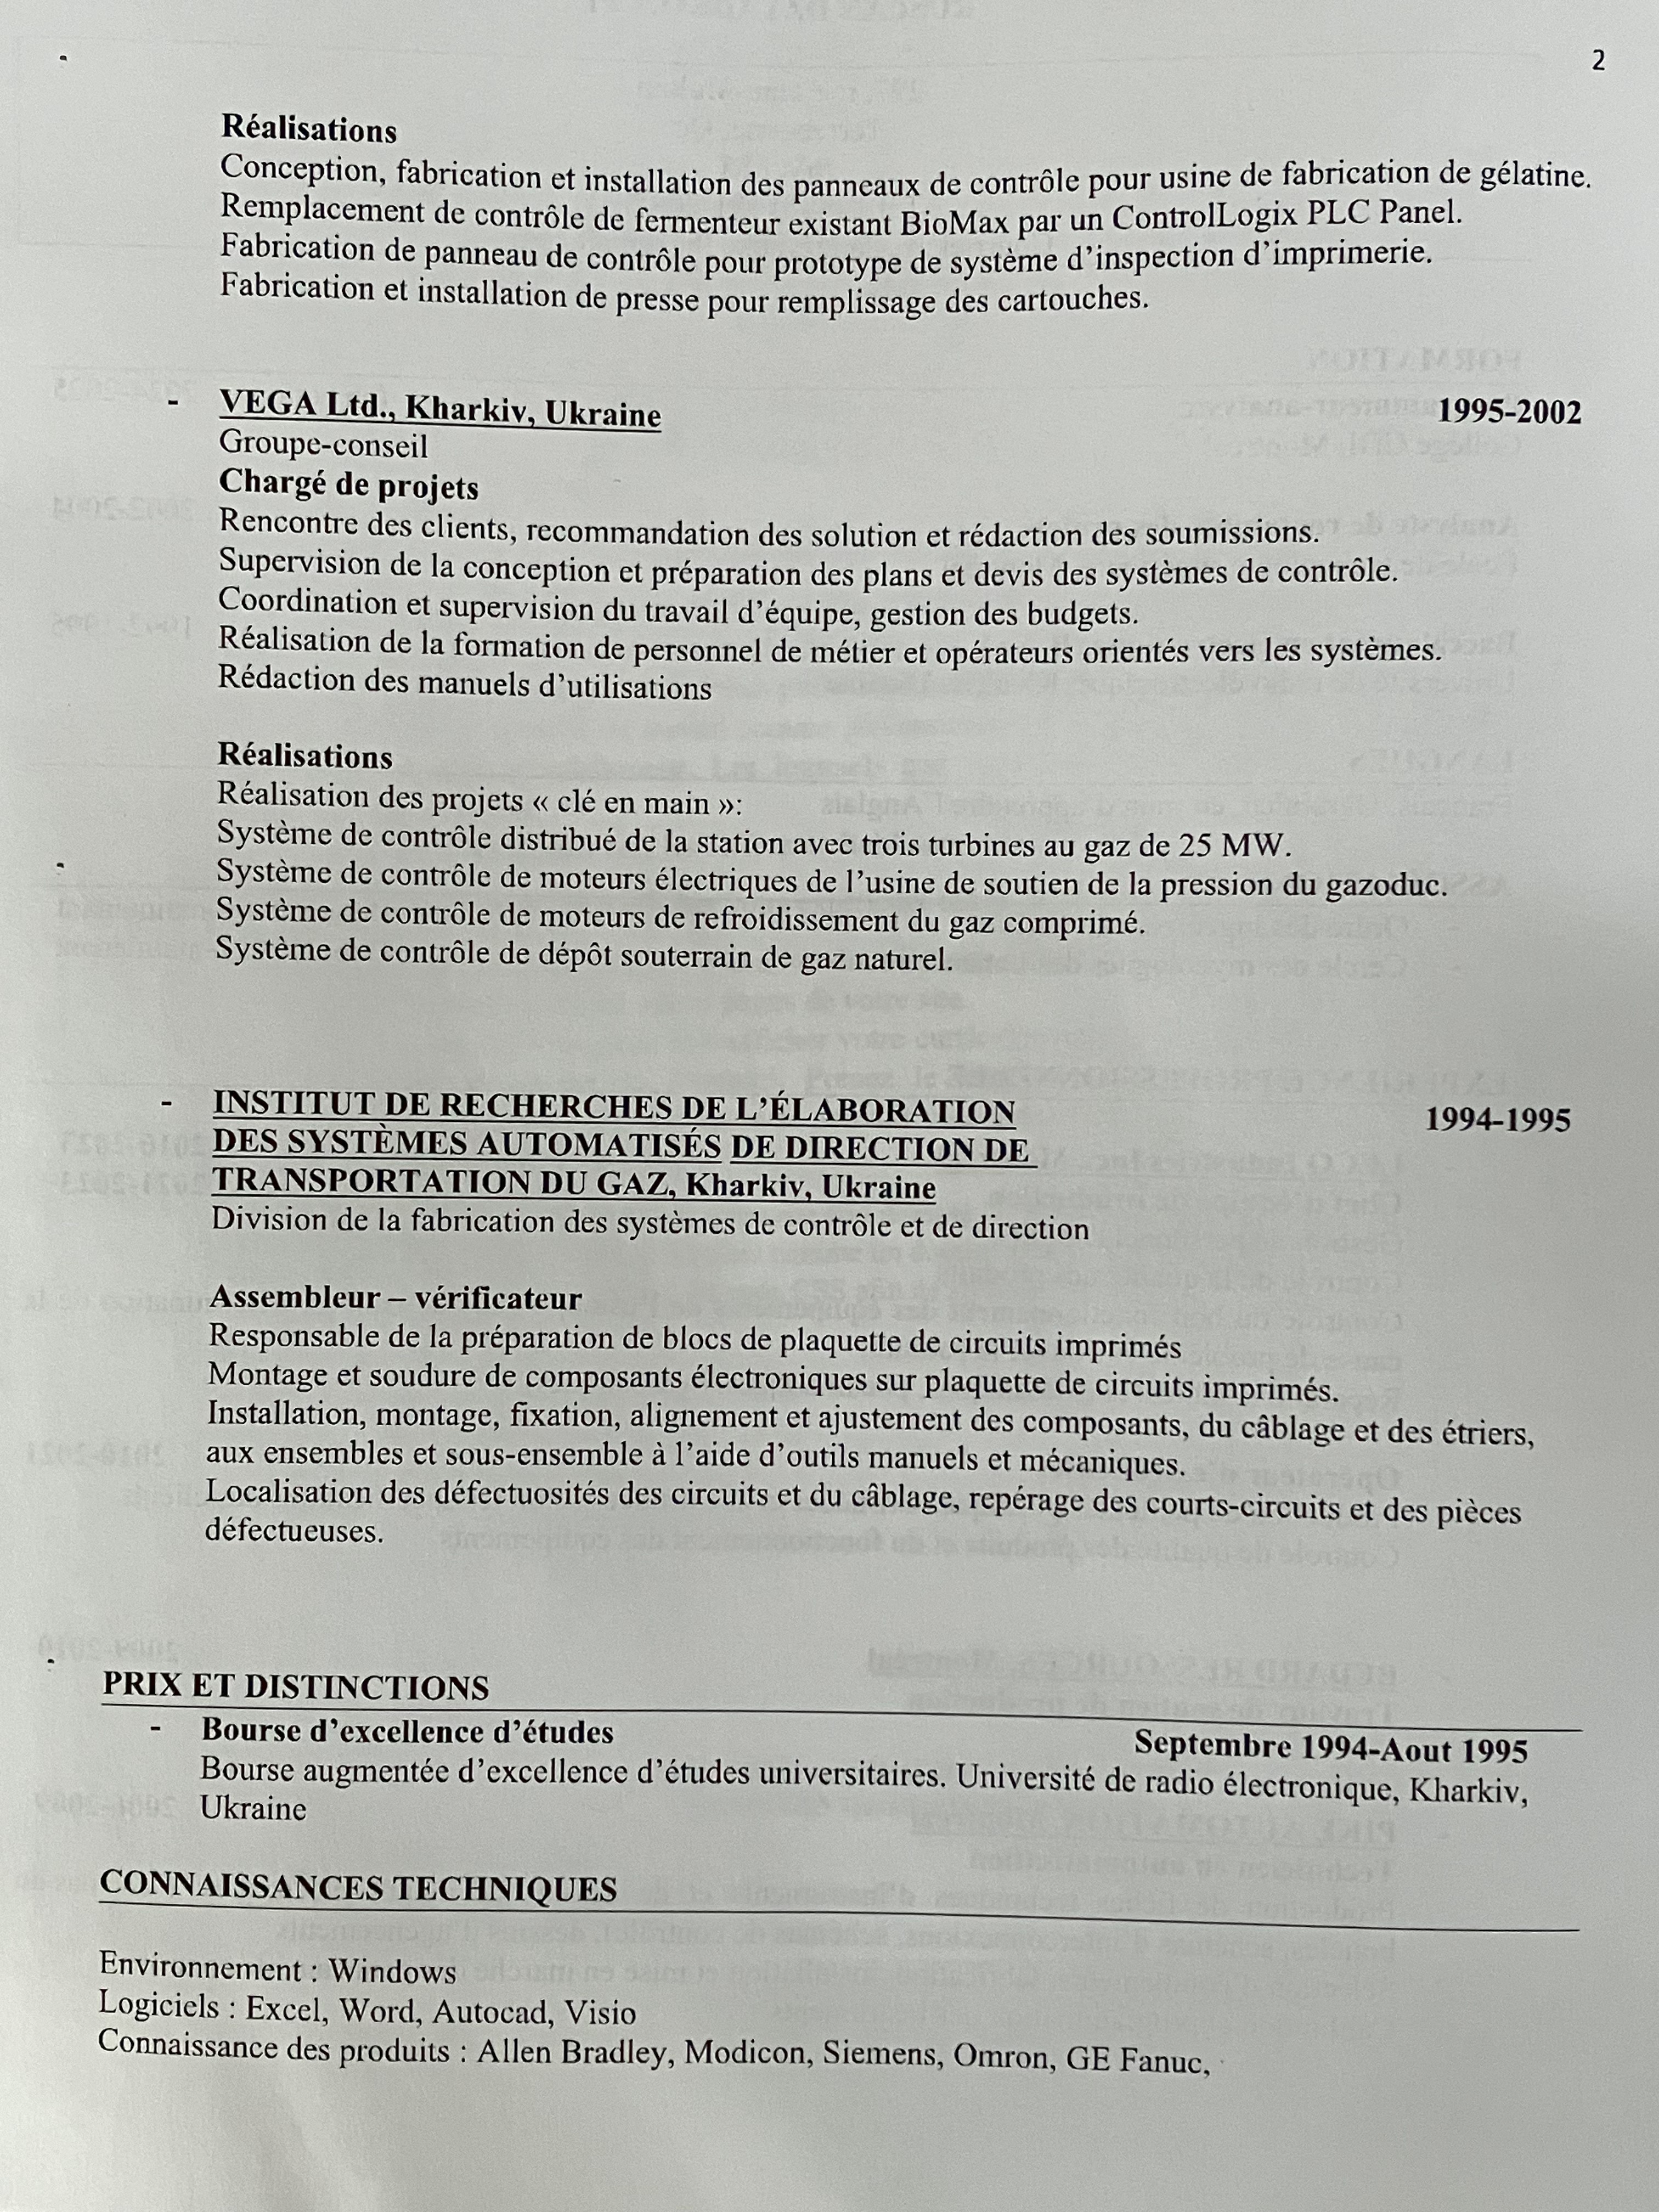 2
Réalisations
Conception, fabrication et installation des panneaux de contrôle pour usine de fabrication de gélatine.
Remplacement de contrôle de fermenteur existant BioMax par un ControlLogix PLC Panel.
Fabrication de panneau de contrôle pour prototype de système d'inspection d'imprimerie.
Fabrication et installation de presse pour remplissage des cartouches.
- VEGA Ltd., Kharkiv, Ukraine 1995-2002
Groupe-conseil
Chargé de projets
Rencontre des clients, recommandation des solution et rédaction des soumissions.
Supervision de la conception et préparation des plans et devis des systèmes de contrôle.
Coordination et supervision du travail d'équipe, gestion des budgets.
Réalisation de la formation de personnel de métier et opérateurs orientés vers les systèmes.
Rédaction des manuels d'utilisations
Réalisations
Réalisation des projets « clé en main »:
Système de contrôle distribué de la station avec trois turbines au gaz de 25 MW.
Système de contrôle de moteurs électriques de l'usine de soutien de la pression du gazoduc.
Système de contrôle de moteurs de refroidissement du gaz comprimé.
Système de contrôle de dépôt souterrain de gaz naturel.
- INSTITUT DE RECHERCHES DE L'ÉLABORATION 1994-1995
DES SYSTÈMES AUTOMATISÉS DE DIRECTION DE
TRANSPORTATION DU GAZ, Kharkiv, Ukraine
Division de la fabrication des systèmes de contrôle et de direction
Assembleur – vérificateur
Responsable de la préparation de blocs de plaquette de circuits imprimés
Montage et soudure de composants électroniques sur plaquette de circuits imprimés.
Installation, montage, fixation, alignement et ajustement des composants, du câblage et des étriers,
aux ensembles et sous-ensemble à l'aide d'outils manuels et mécaniques.
Localisation des défectuosités des circuits et du câblage, repérage des courts-circuits et des pièces
défectueuses.
PRIX ET DISTINCTIONS
- Bourse d'excellence d'études Septembre 1994-Aout 1995
Bourse augmentée d'excellence d'études universitaires. Université de radio électronique, Kharkiv,
Ukraine
CONNAISSANCES TECHNIQUES
Environnement : Windows
Logiciels : Excel, Word, Autocad, Visio
Connaissance des produits : Allen Bradley, Modicon, Siemens, Omron, GE Fanuc,